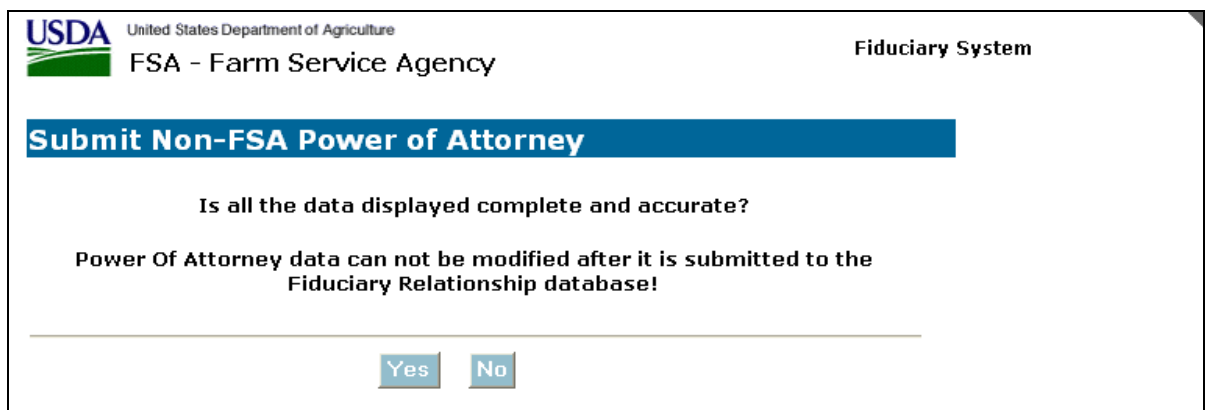 USDA
United States Department of Agriculture
FSA - Farm Service Agency
Fiduciary System
Submit Non-FSA Power of Attorney
Is all the data displayed complete and accurate?
Power Of Attorney data can not be modified after it is submitted to the
Fiduciary Relationship database!
Yes No